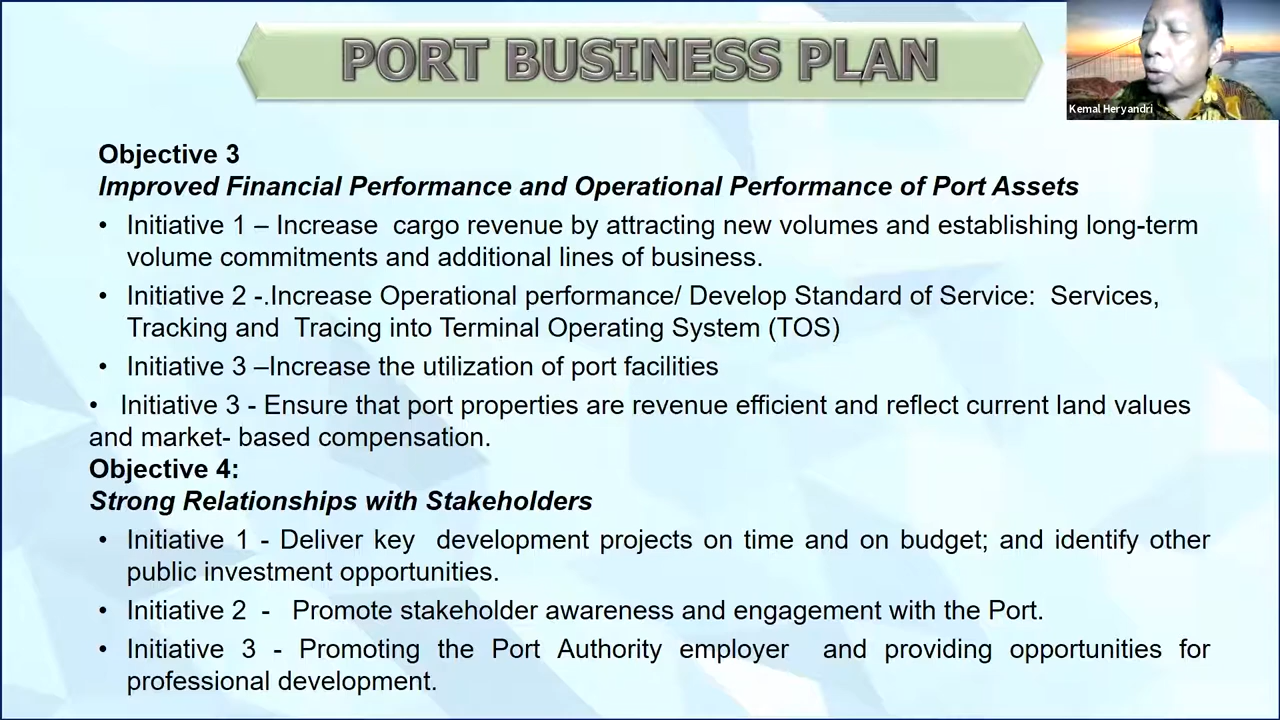 PORT BUSINESS PLAN
Kemal Heryandri
Objective 3
Improved Financial Performance and Operational Performance of Port Assets
• Initiative 1 – Increase  cargo revenue by attracting new volumes and establishing long-term
volume commitments and additional lines of business.
• Initiative 2 -.Increase Operational performance/ Develop Standard of Service:  Services,
Tracking and  Tracing into Terminal Operating System (TOS)
• Initiative 3 –Increase the utilization of port facilities
• Initiative 3 - Ensure that port properties are revenue efficient and reflect current land values
and market- based compensation.
Objective 4:
Strong Relationships with Stakeholders
• Initiative 1 - Deliver key  development projects on time and on budget; and identify other
public investment opportunities.
• Initiative 2  -   Promote stakeholder awareness and engagement with the Port.
• Initiative 3 - Promoting the Port Authority employer  and providing opportunities for
professional development.